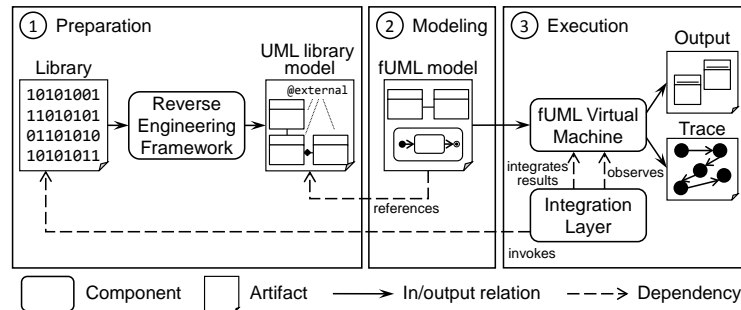 1 Preparation
Library
10101001
11010101
01101010
10101011
Reverse
Engineering
Framework
UML library
model
@external
2 Modeling
fUML model
references
3 Execution
fUML Virtual
Machine
Output
Trace
integrates
results
observes
Integration
Layer
invokes
Component
Artifact
In/output relation
Dependency